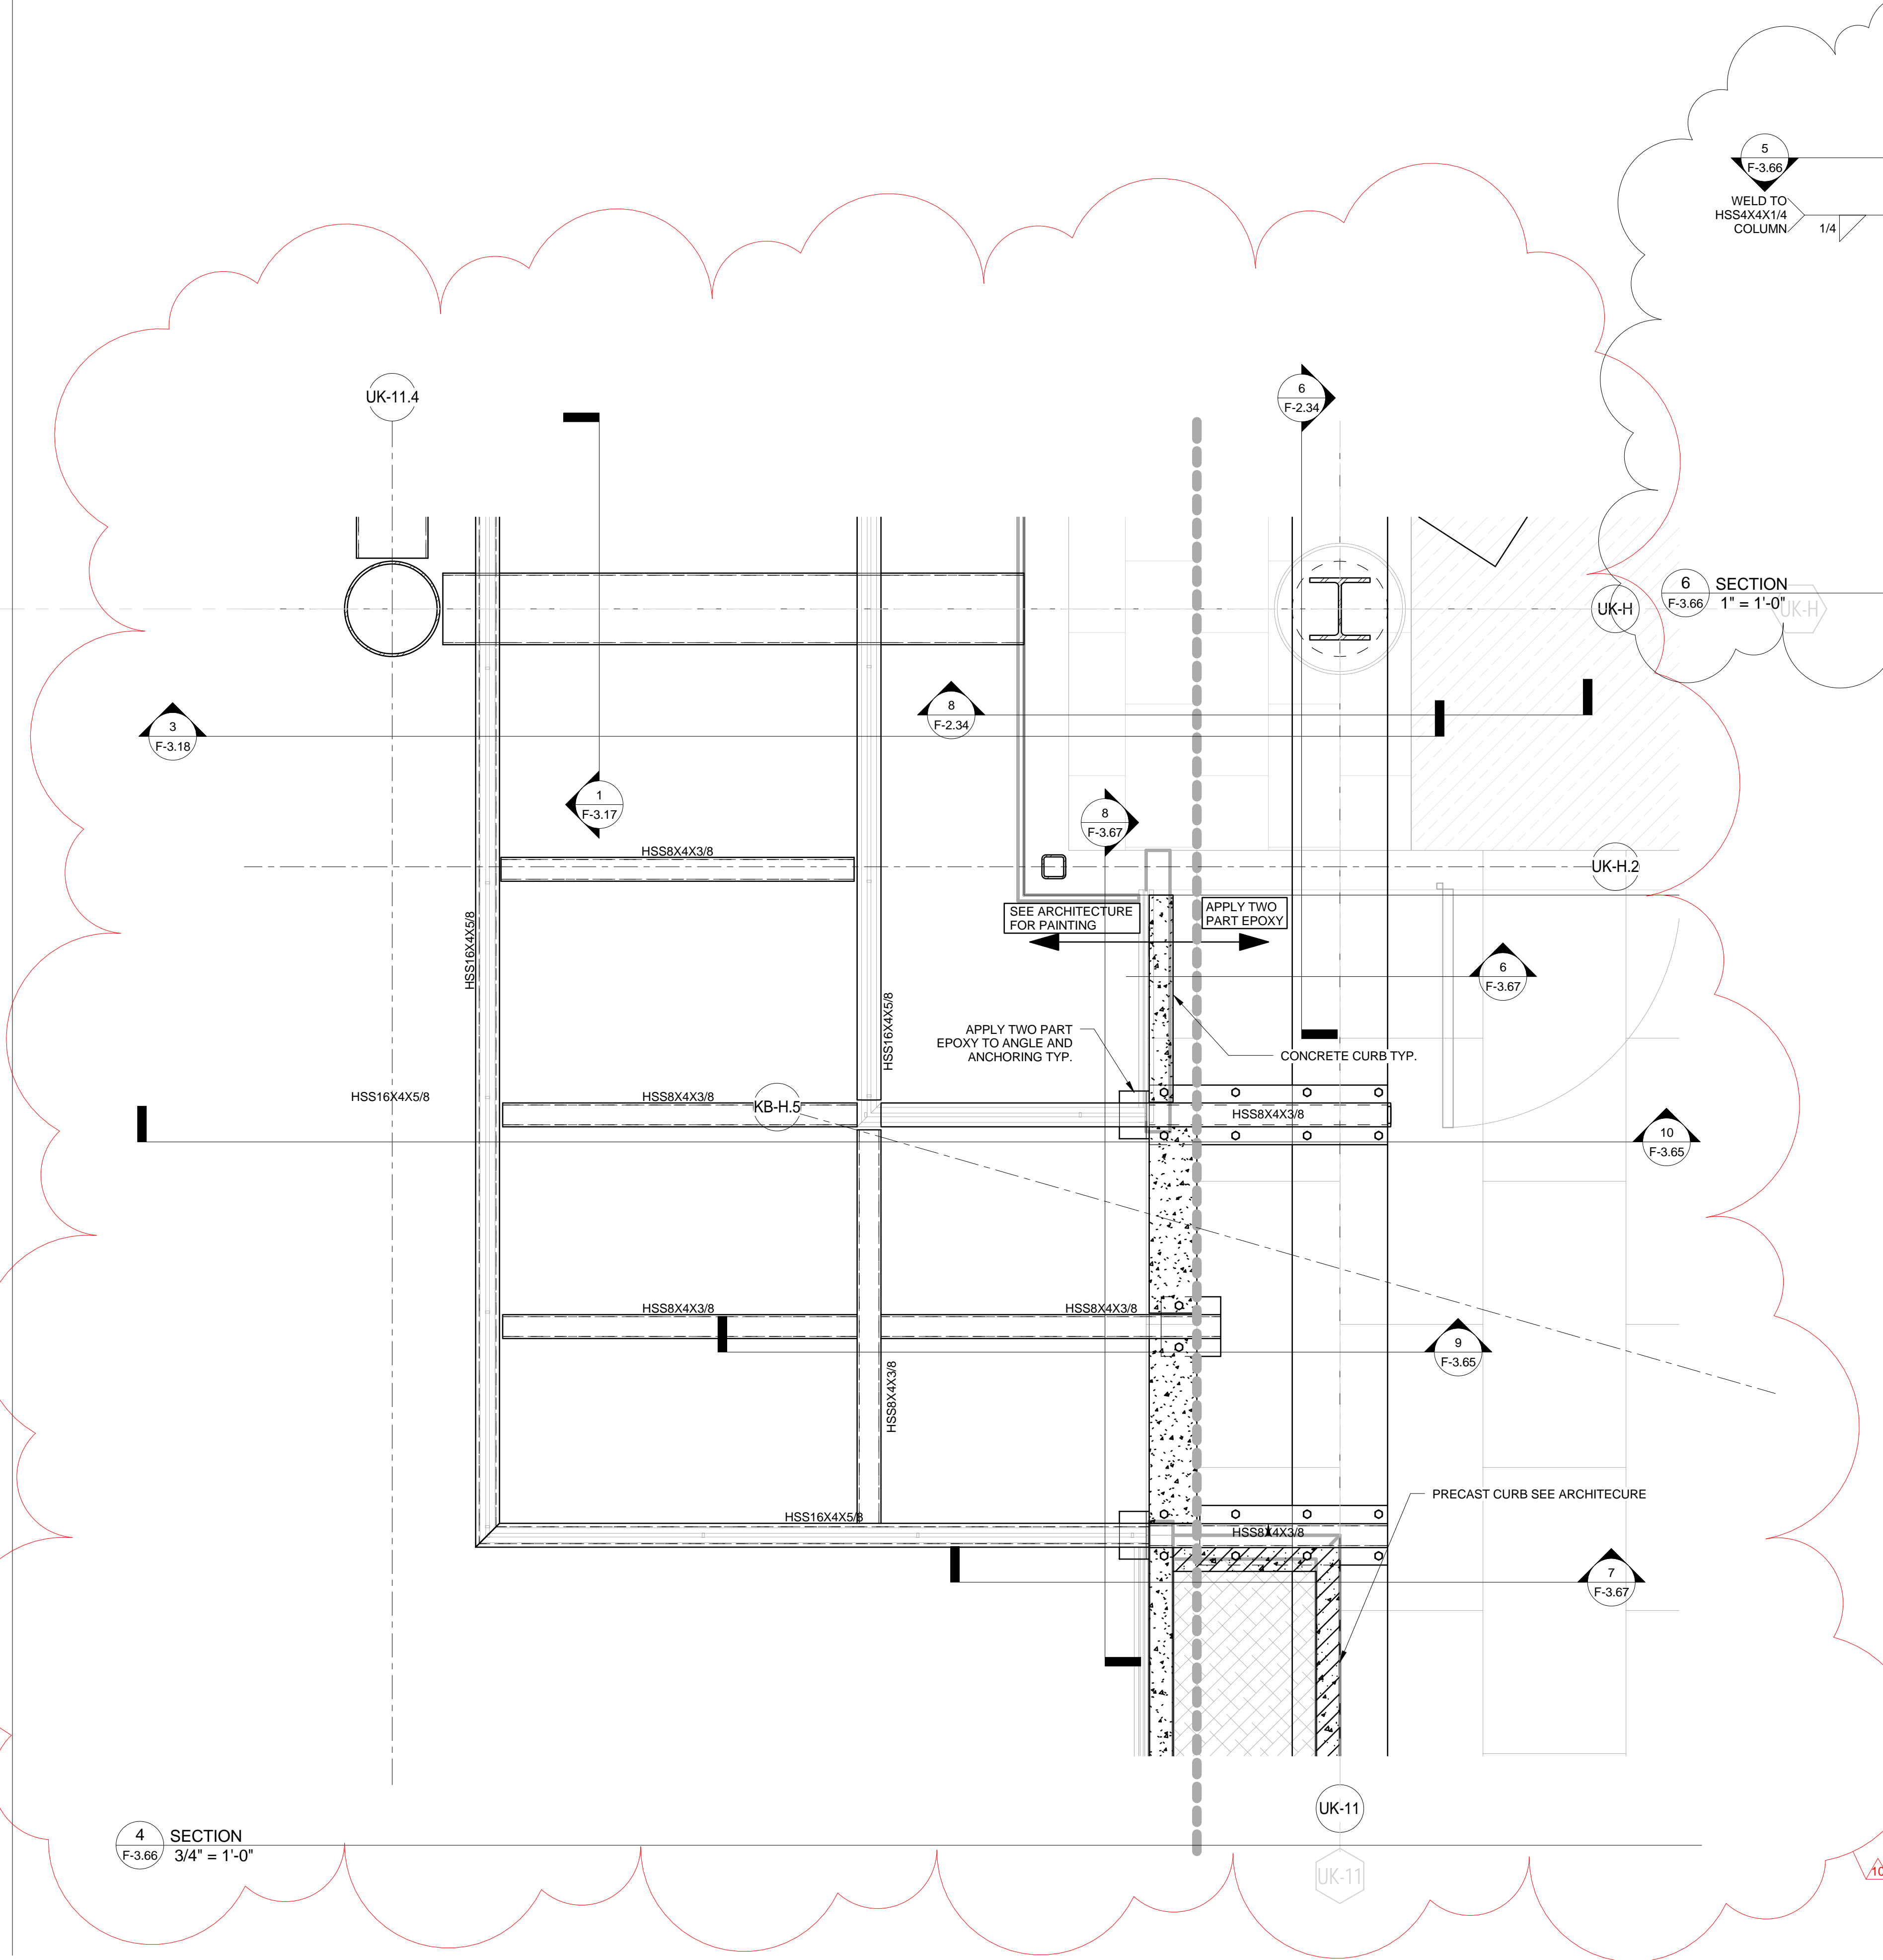 5
F-3.66
WELD TO
HSS4X4X1/4
COLUMN
1/4
UK-11.4
6
F-2.34
6
F-3.66
SECTION
1" = 1'-0"
UK-H
UK-H
8
F-2.34
3
F-3.18
1
F-3.17
8
F-3.67
HSS8X4X3/8
UK-H.2
HSS16X4X5/8
SEE ARCHITECTURE
FOR PAINTING
APPLY TWO
PART EPOXY
6
F-3.67
HSS16X4X5/8
APPLY TWO PART
EPOXY TO ANGLE AND
ANCHORING TYP.
CONCRETE CURB TYP.
HSS16X4X5/8
HSS8X4X3/8
KB-H.5
HSS8X4X3/8
10
F-3.65
HSS8X4X3/8
HSS8X4X3/8
9
F-3.65
HSS8X4X3/8
PRECAST CURB SEE ARCHITECURE
HSS16X4X5/8
HSS8X4X3/8
7
F-3.67
UK-11
4
F-3.66
SECTION
3/4" = 1'-0"
UK-11
10